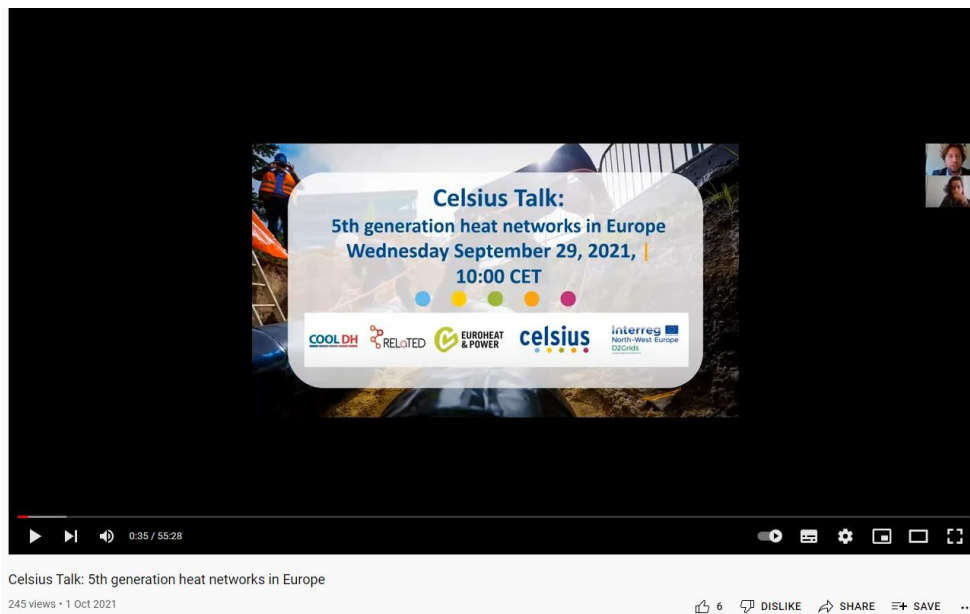 Celsius Talk:
5th generation heat networks in Europe
Wednesday September 29, 2021, |
10:00 CET
COOL DH
RELaTED
EUROHEAT
& POWER
celsius
Interreg
North-West Europe
D2Grids
0:35 / 55:28
Celsius Talk: 5th generation heat networks in Europe
245 views • 1 Oct 2021
6 DISLIKE SHARE SAVE